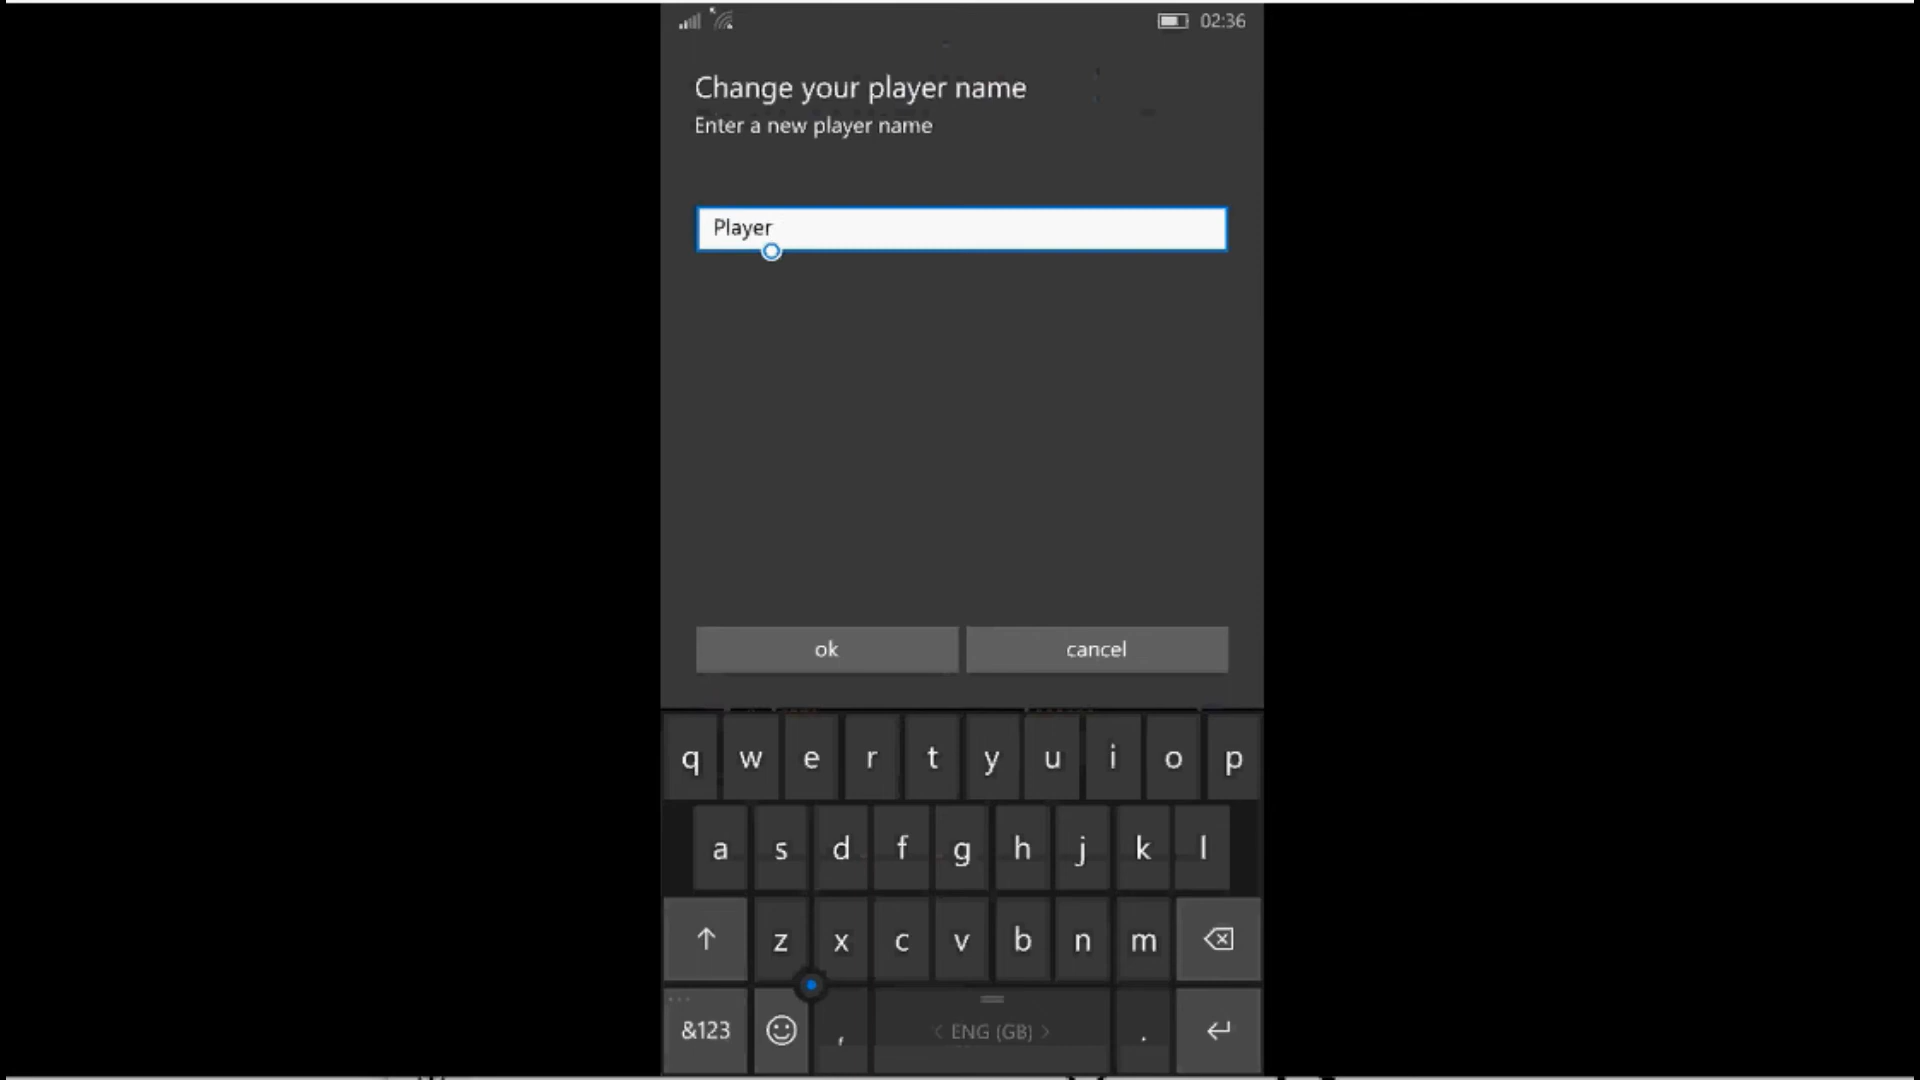 02:36
Change your player name
Enter a new player name
Player
ok cancel
q w e r t y u i o p
a s d f g h j k l
z x c v b n m
&123 , ENG (GB) .